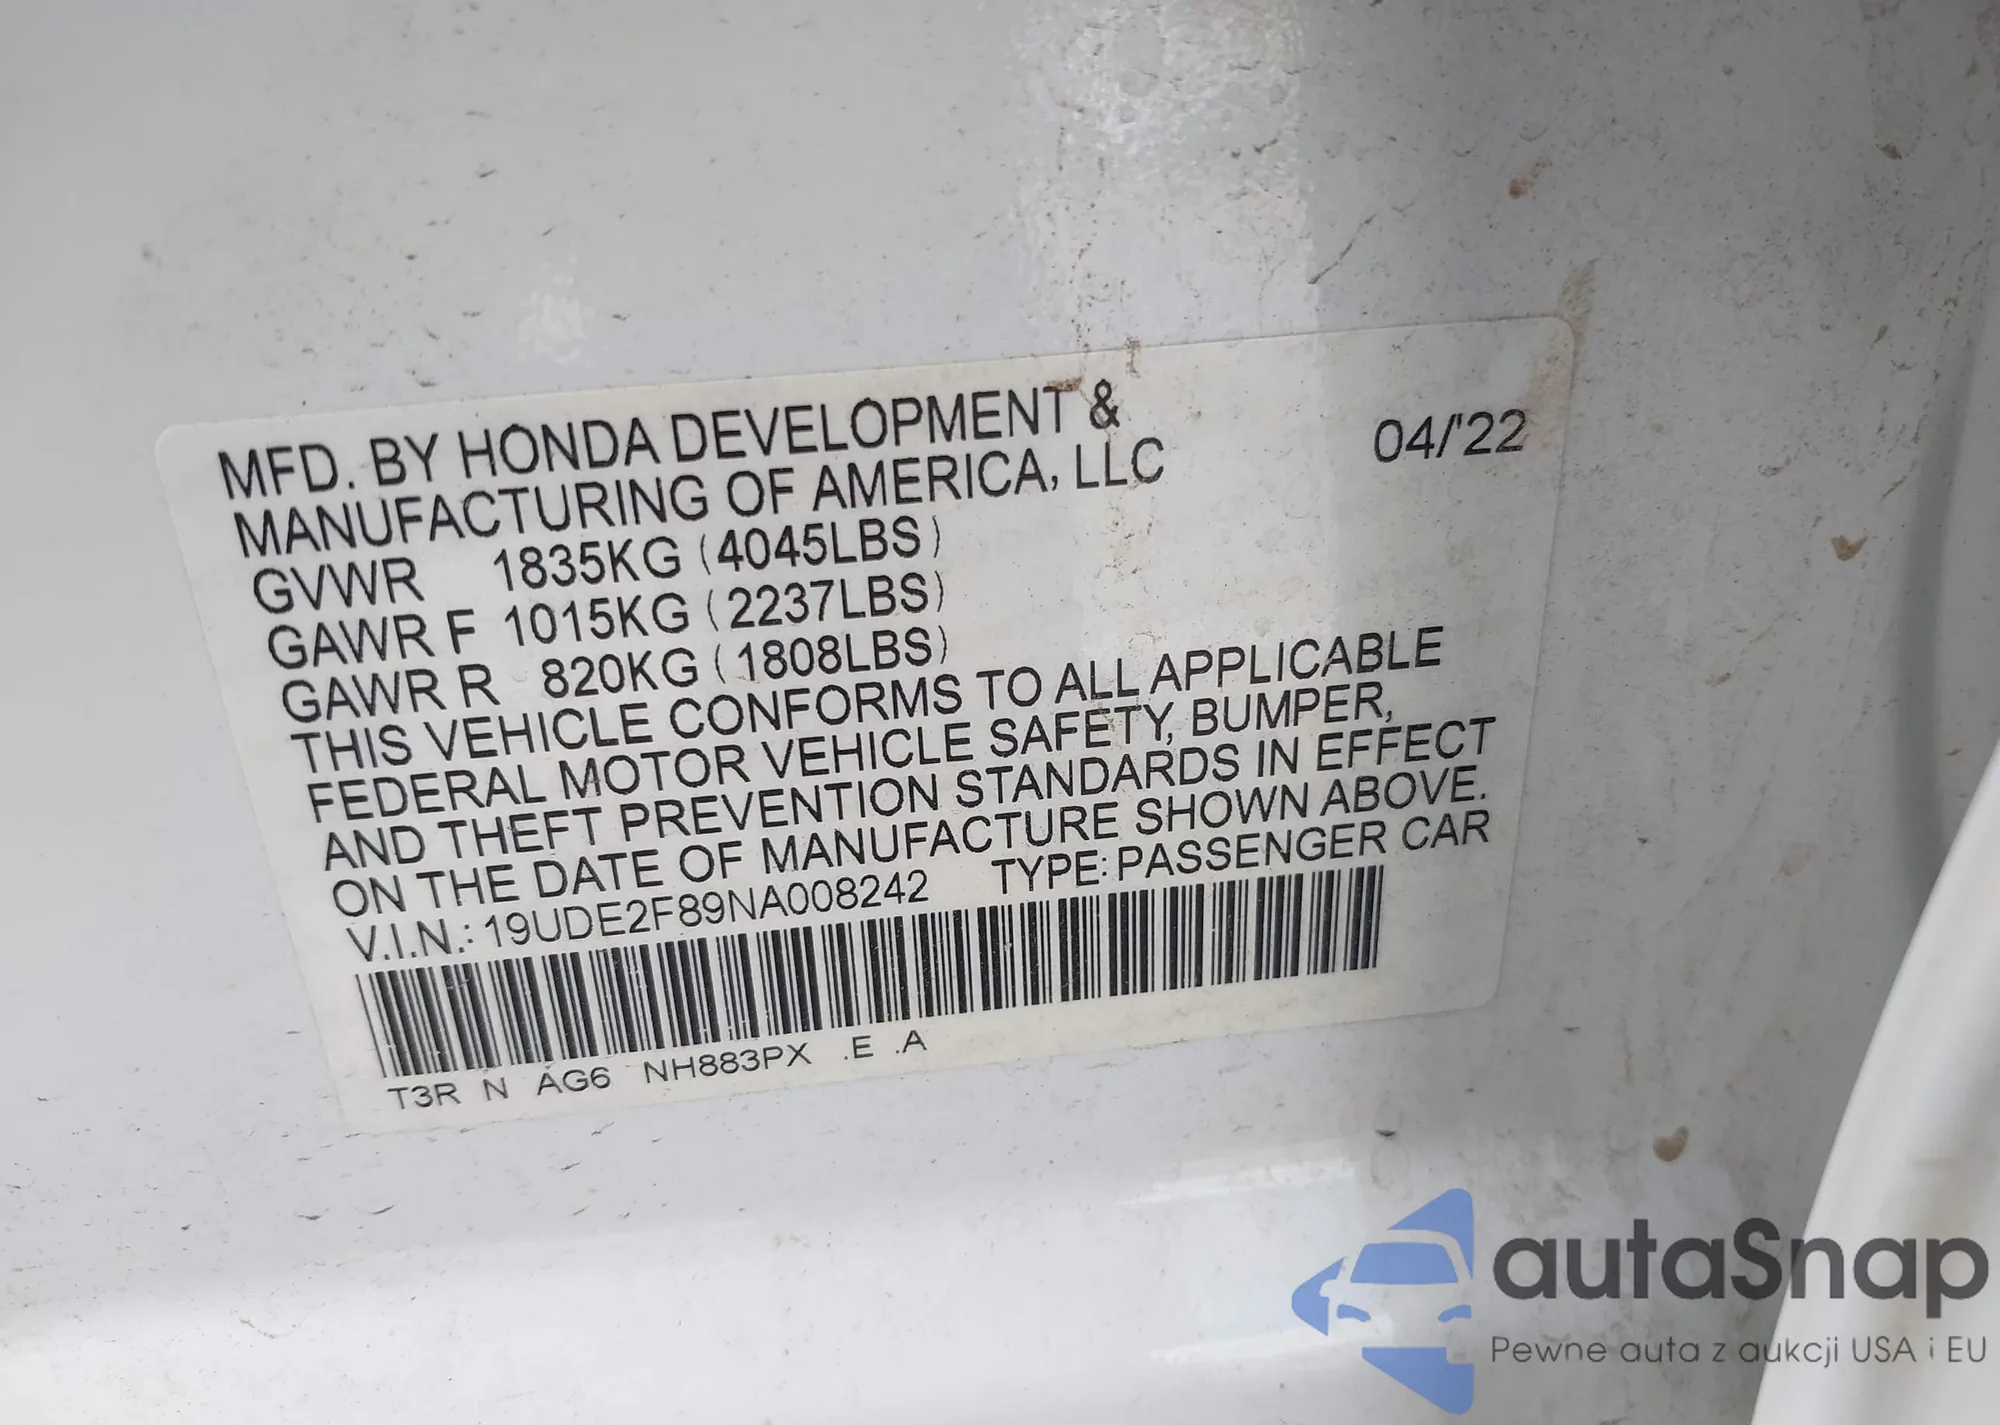 MFD. BY HONDA DEVELOPMENT &
MANUFACTURING OF AMERICA, LLC
04/'22
GVWR 1835KG (4045LBS)
GAWR F 1015KG (2237LBS)
GAWR R 820KG (1808LBS)
THIS VEHICLE CONFORMS TO ALL APPLICABLE
FEDERAL MOTOR VEHICLE SAFETY, BUMPER,
AND THEFT PREVENTION STANDARDS IN EFFECT
ON THE DATE OF MANUFACTURE SHOWN ABOVE.
V.I.N.: 19UDE2F89NA008242 TYPE: PASSENGER CAR
T3R N AG6 NH883PX .E .A
autaSnap
Pewne auta z aukcji USA i EU